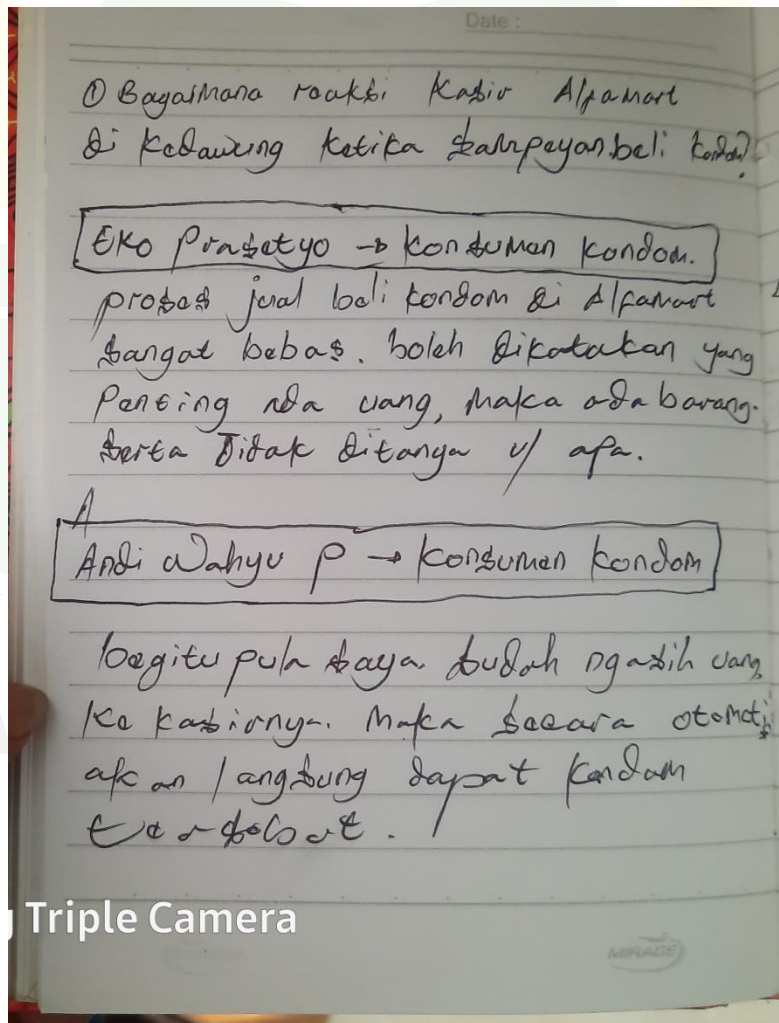 Date :
① Bagaimana reaksi Kasir Alfamart
di Kedawung ketika sampeyan beli kondom?
Eko Prasetyo → konsumen kondom.
proses jual beli kondom di Alfamart
sangat bebas. boleh dikatakan yang
Penting ada uang, maka ada barang.
serta Tidak ditanya u/ apa.
A
Andi Wahyu P → konsumen kondom
begitu pula saya. sudah ngasih uang
ke kasirnya. Maka secara otomatis
akan langsung dapat kondom
tersebut.
Triple Camera
MIRAGE